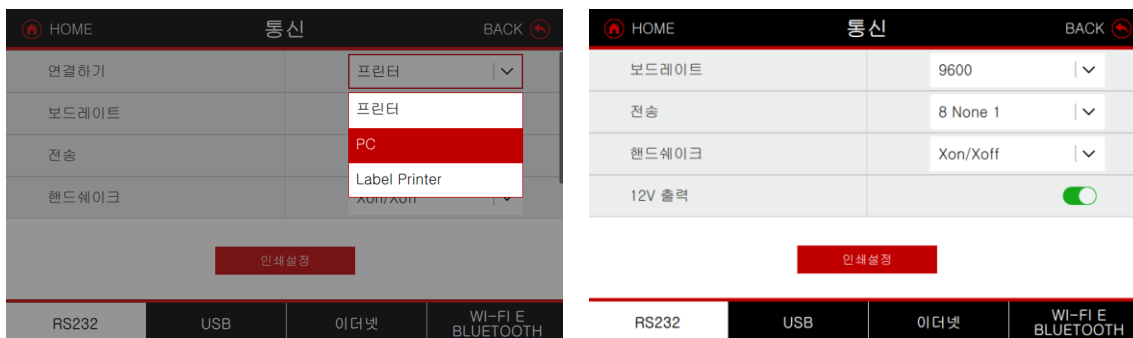 HOME 통신 BACK
연결하기 프린터
보드레이트 프린터
전송 PC
Label Printer
핸드쉐이크 Xon/Xoff
인쇄설정
RS232 USB 이더넷 WI-FI E
BLUETOOTH
HOME 통신 BACK
보드레이트 9600
전송 8 None 1
핸드쉐이크 Xon/Xoff
12V 출력
인쇄설정
RS232 USB 이더넷 WI-FI E
BLUETOOTH